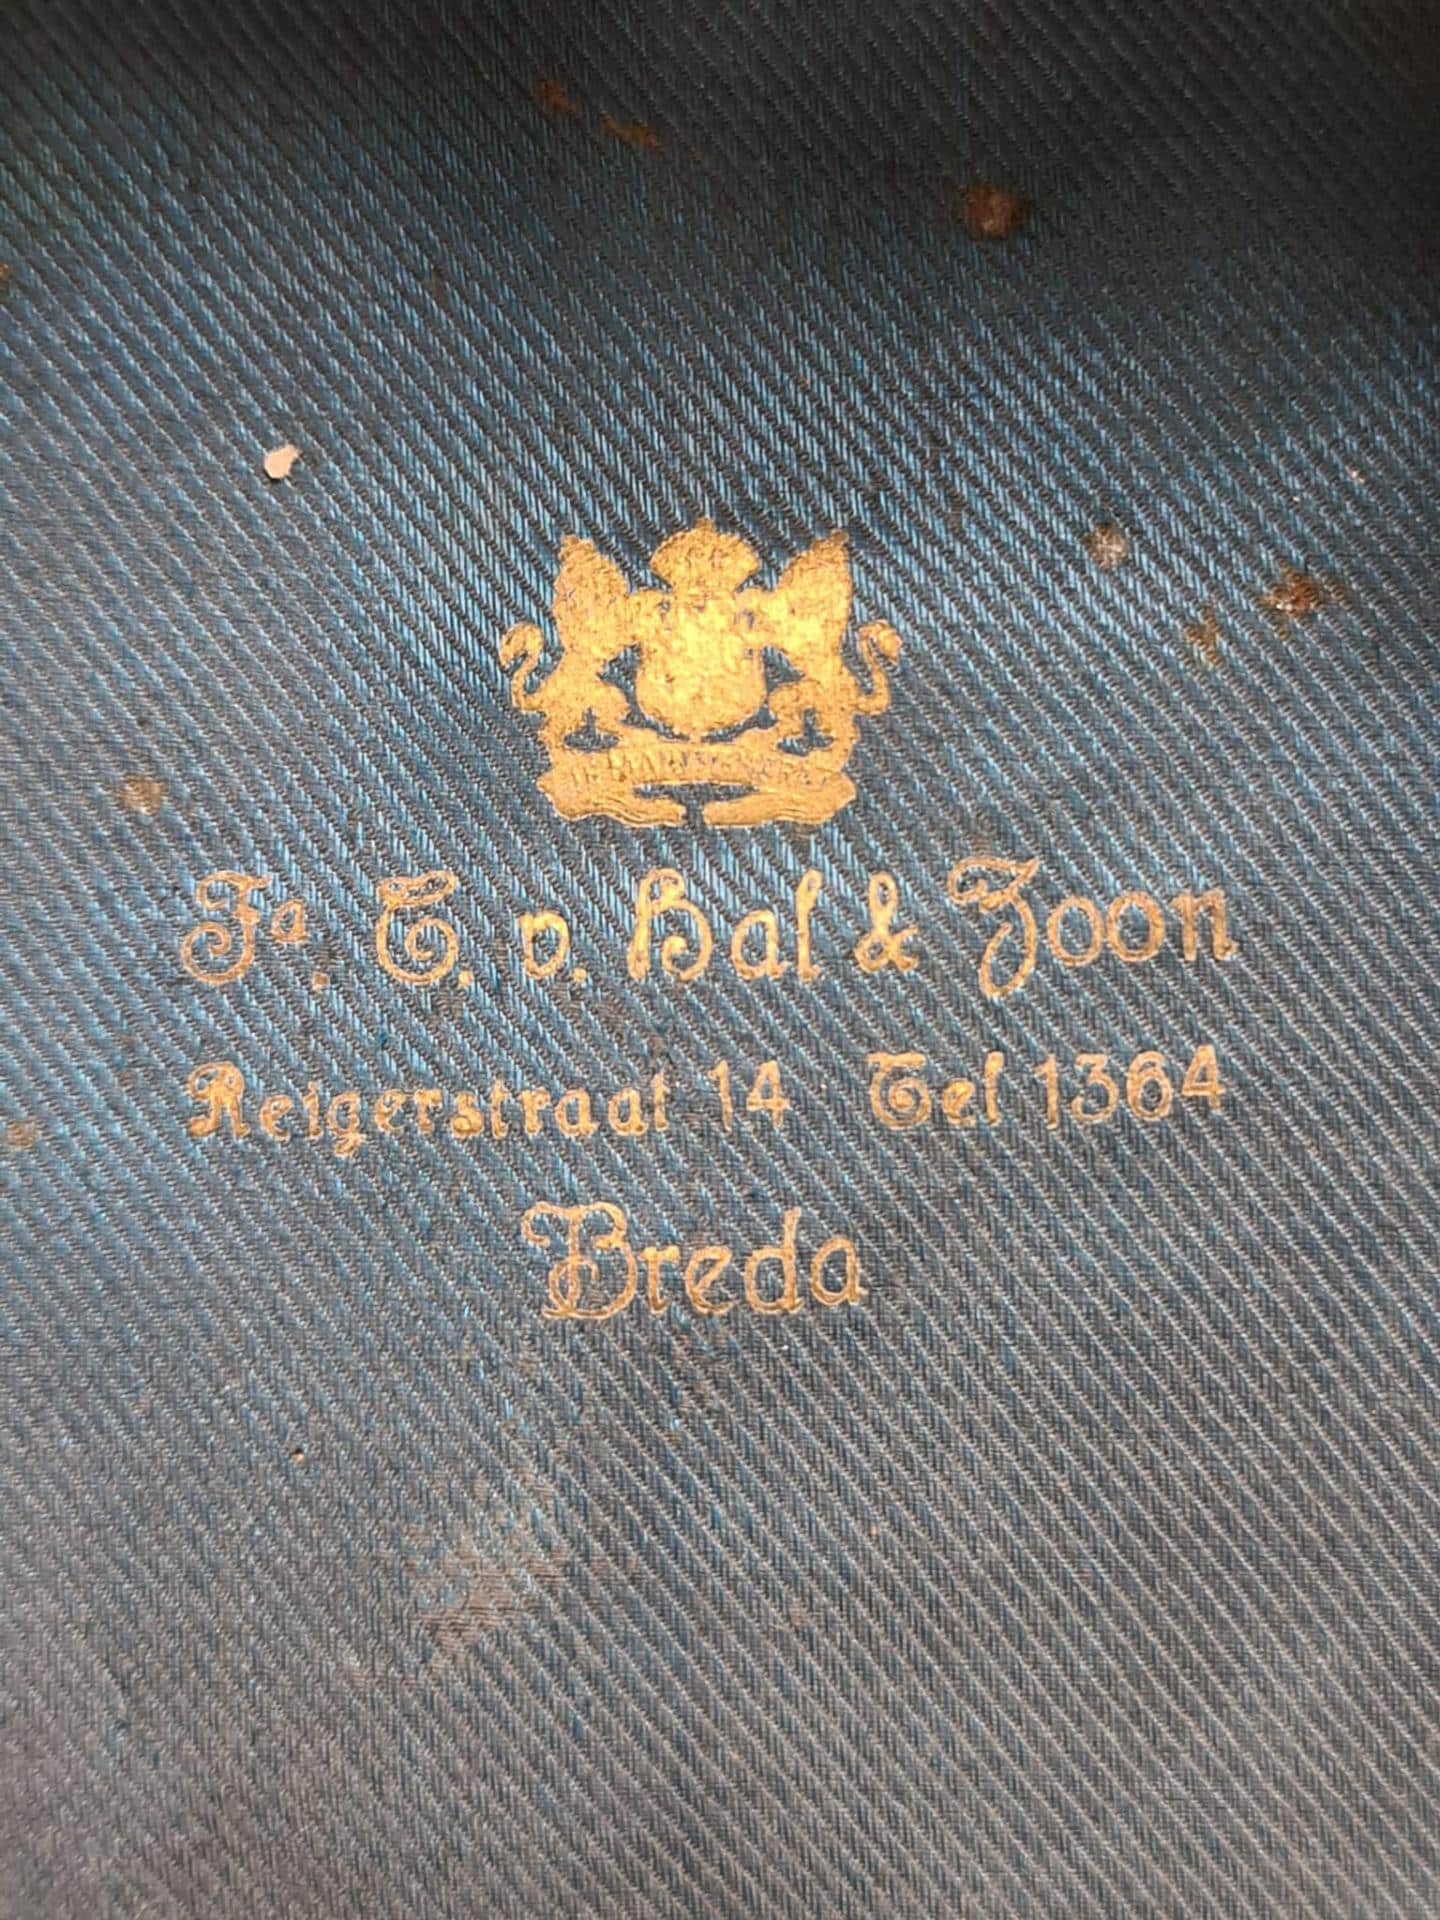 Fa. T. v. Hal & Zoon
Reigerstraat 14 Tel 1364
Breda